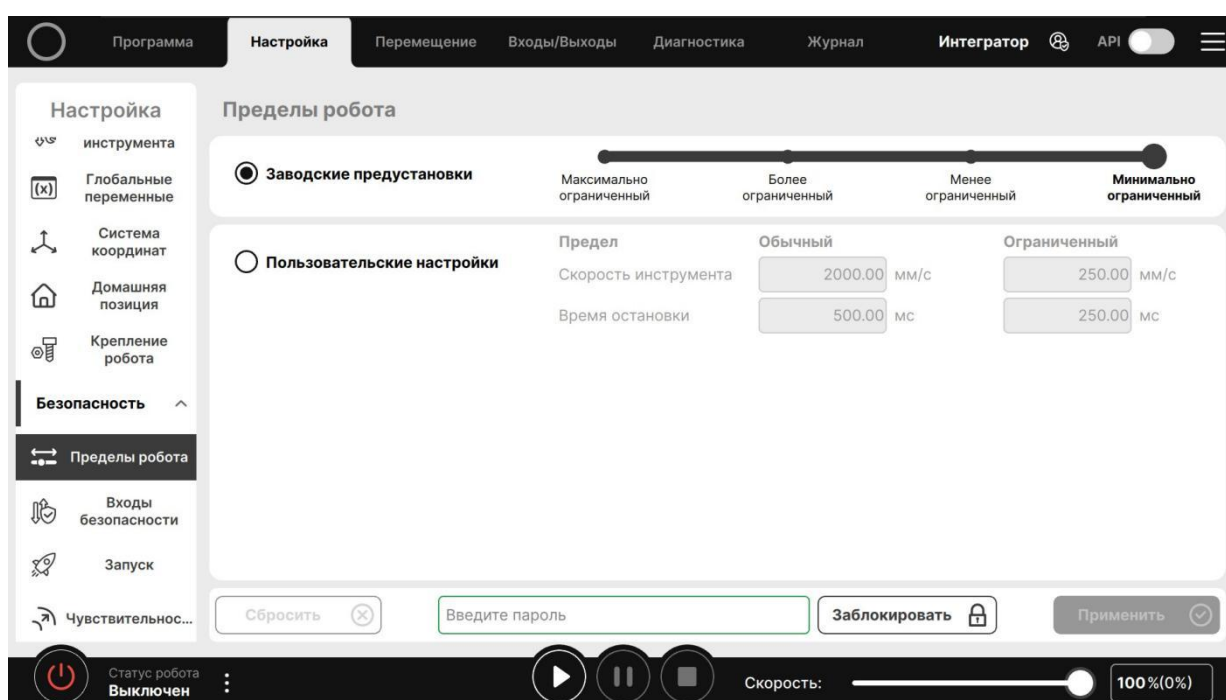 Программа Настройка Перемещение Входы/Выходы Диагностика Журнал Интегратор API
Настройка
инструмента
(x) Глобальные
переменные
Система
координат
Домашняя
позиция
Крепление
робота
Безопасность
Пределы робота
Входы
безопасности
Запуск
Чувствительнос...
Пределы робота
Заводские предустановки
Максимально
ограниченный
Более
ограниченный
Менее
ограниченный
Минимально
ограниченный
Пользовательские настройки
Предел Обычный Ограниченный
Скорость инструмента 2000.00 мм/с 250.00 мм/с
Время остановки 500.00 мс 250.00 мс
Сбросить Введите пароль Заблокировать Применить
Статус робота
Выключен
Скорость: 100%(0%)